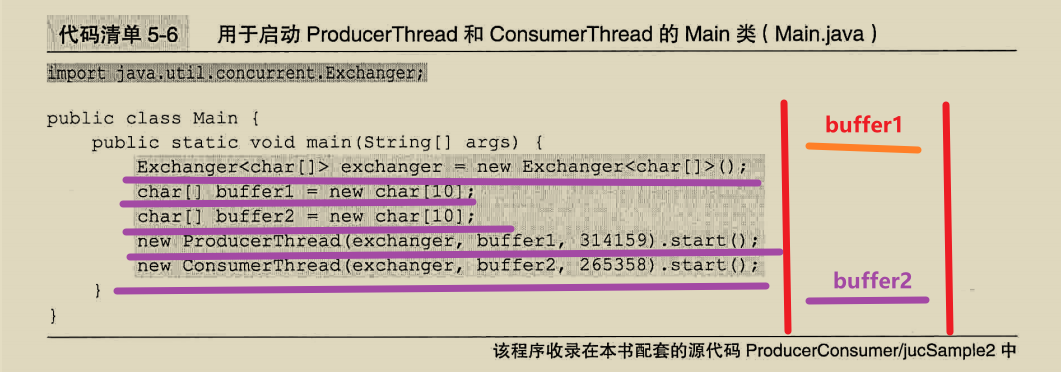 代码清单 5-6 用于启动 ProducerThread 和 ConsumerThread 的 Main 类（Main.java）
import java.util.concurrent.Exchanger;
public class Main {
public static void main(String[] args) {
Exchanger<char[]> exchanger = new Exchanger<char[]>();
char[] buffer1 = new char[10];
char[] buffer2 = new char[10];
new ProducerThread(exchanger, buffer1, 314159).start();
new ConsumerThread(exchanger, buffer2, 265358).start();
}
}
buffer1
buffer2
该程序收录在本书配套的源代码 ProducerConsumer/jucSample2 中